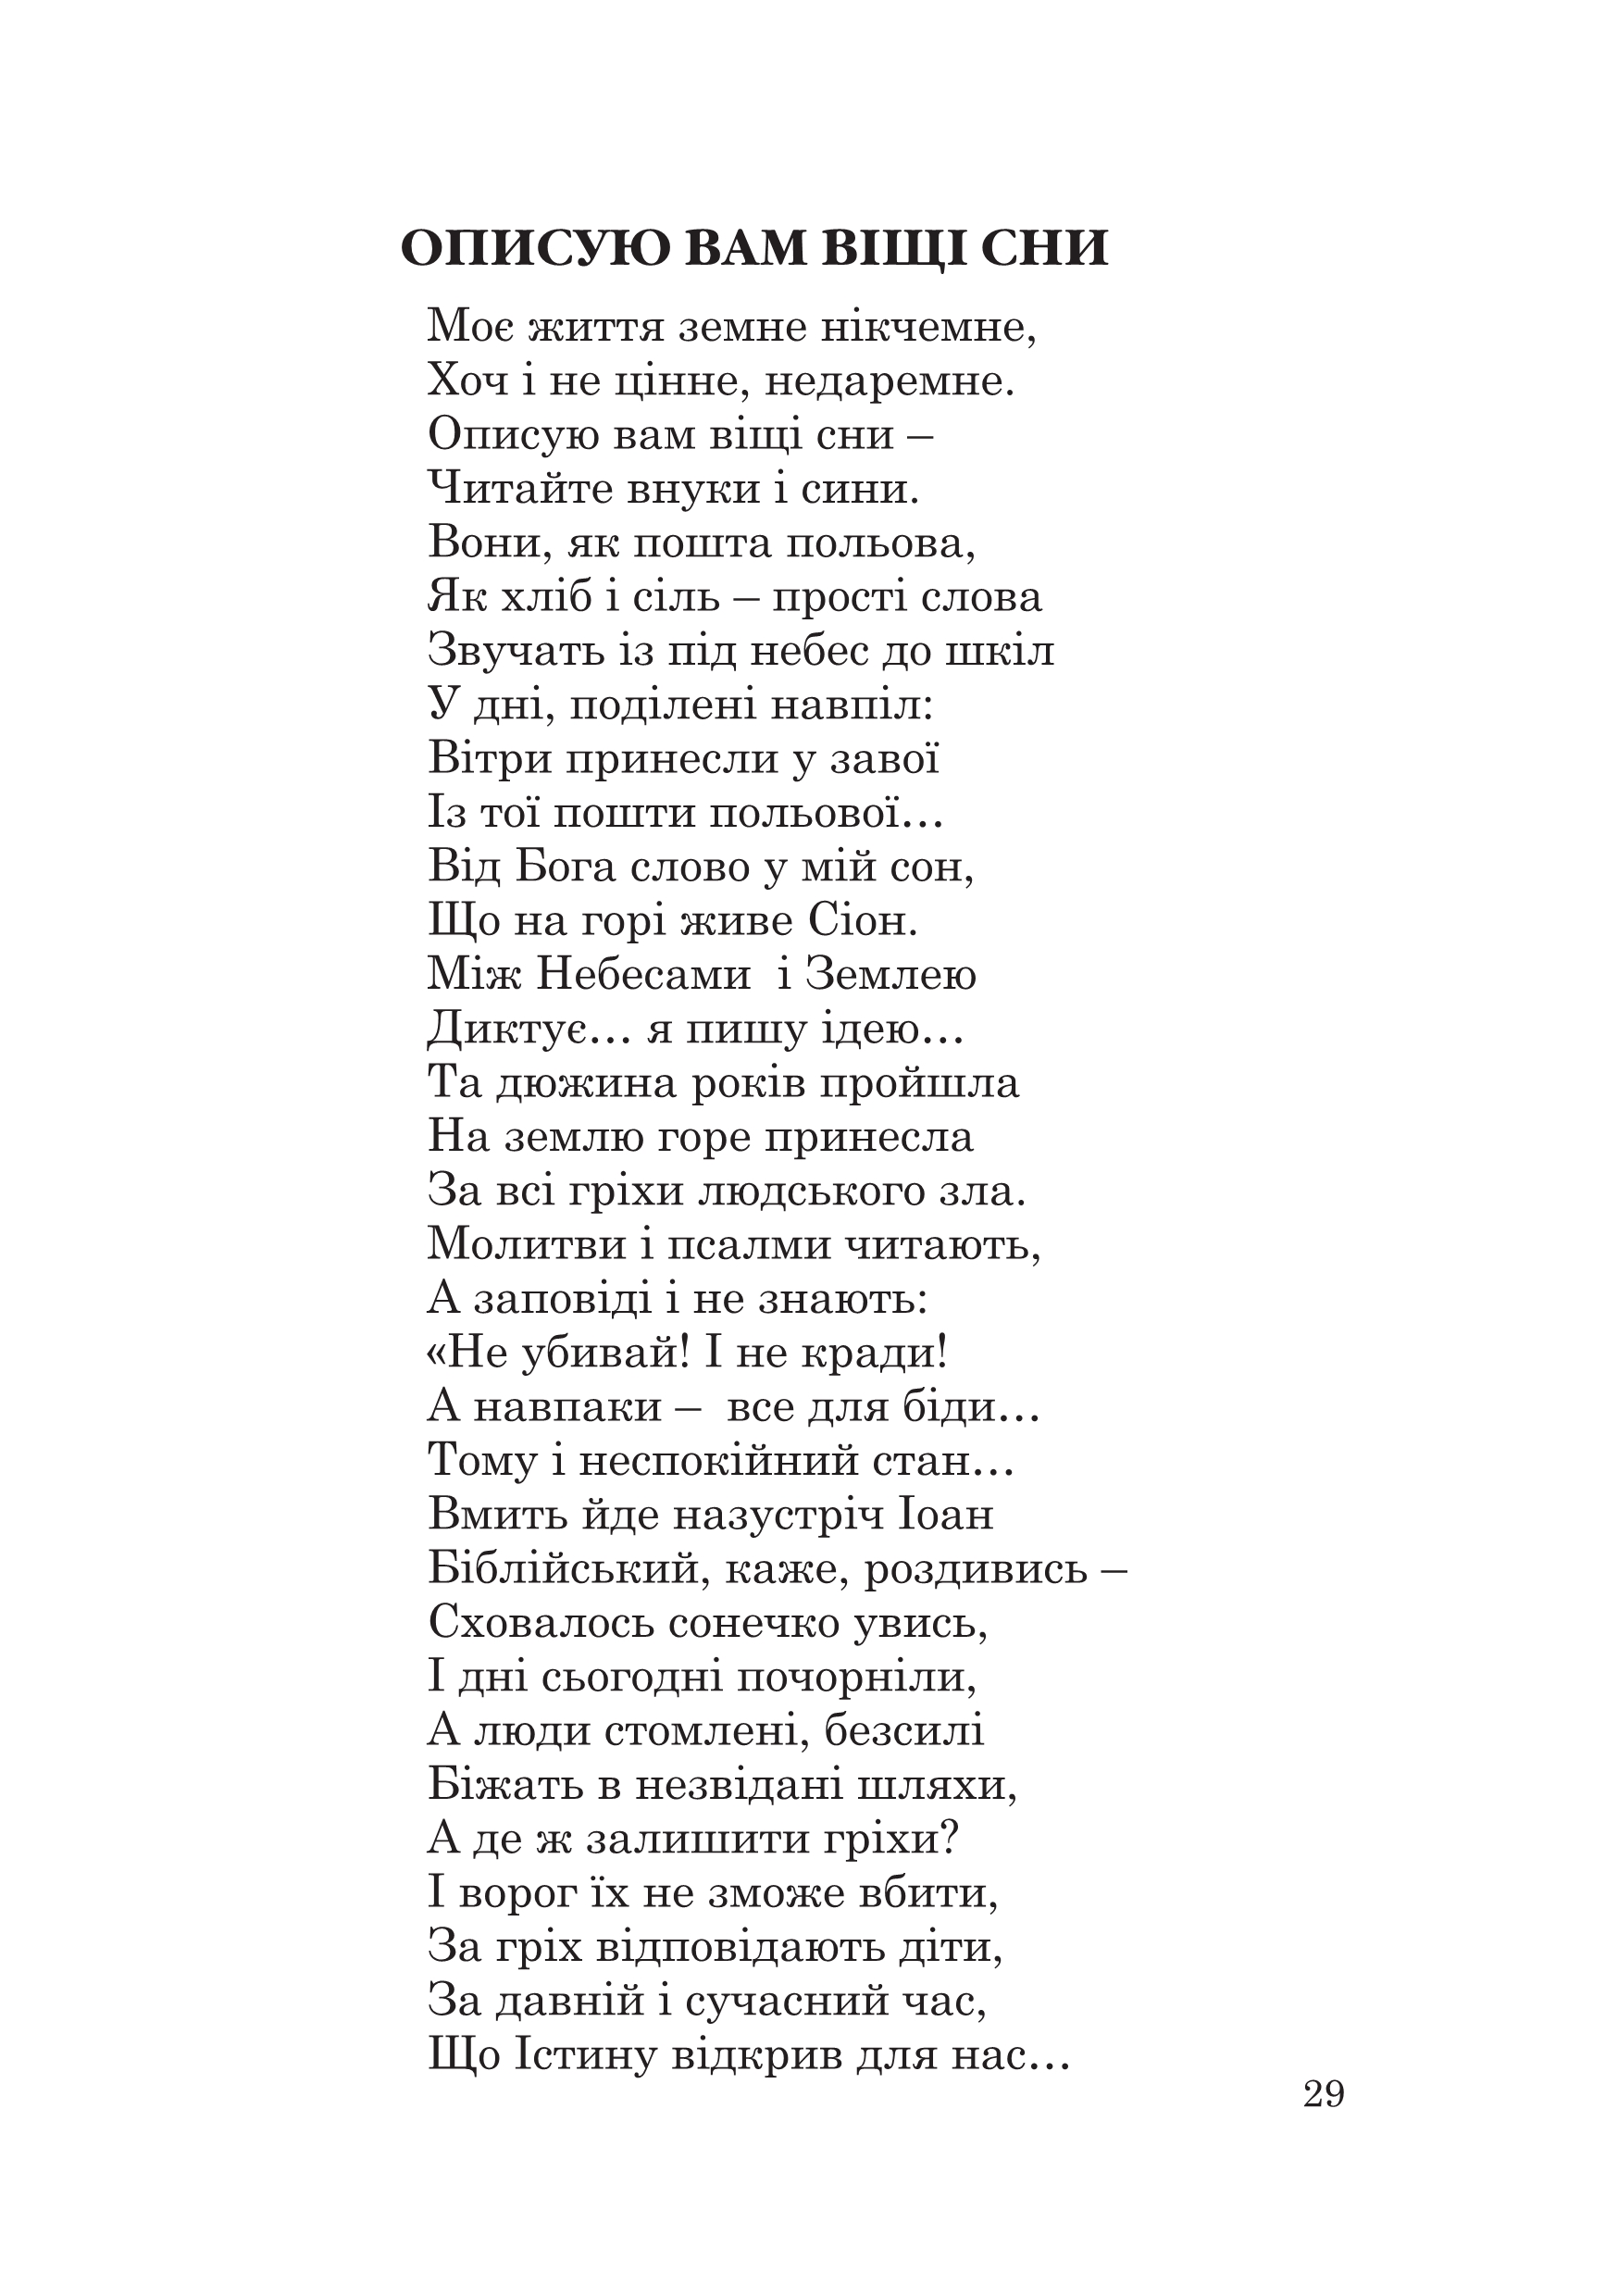 ОПИСУЮ ВАМ ВІЩІ СНИ
Моє життя земне нікчемне,
Хоч і не цінне, недаремне.
Описую вам віщі сни –
Читайте внуки і сини.
Вони, як пошта польова,
Як хліб і сіль – прості слова
Звучать із під небес до шкіл
У дні, поділені навпіл:
Вітри принесли у завої
Із тої пошти польової...
Від Бога слово у мій сон,
Що на горі живе Сіон.
Між Небесами  і Землею
Диктує... я пишу ідею...
Та дюжина років пройшла
На землю горе принесла
За всі гріхи людського зла.
Молитви і псалми читають,
А заповіді і не знають:
«Не убивай! І не кради!
А навпаки –  все для біди...
Тому і неспокійний стан...
Вмить йде назустріч Іоан
Біблійський, каже, роздивись –
Сховалось сонечко увись,
І дні сьогодні почорніли,
А люди стомлені, безсилі
Біжать в незвідані шляхи,
А де ж залишити гріхи?
І ворог їх не зможе вбити,
За гріх відповідають діти,
За давній і сучасний час,
Що Істину відкрив для нас...
29